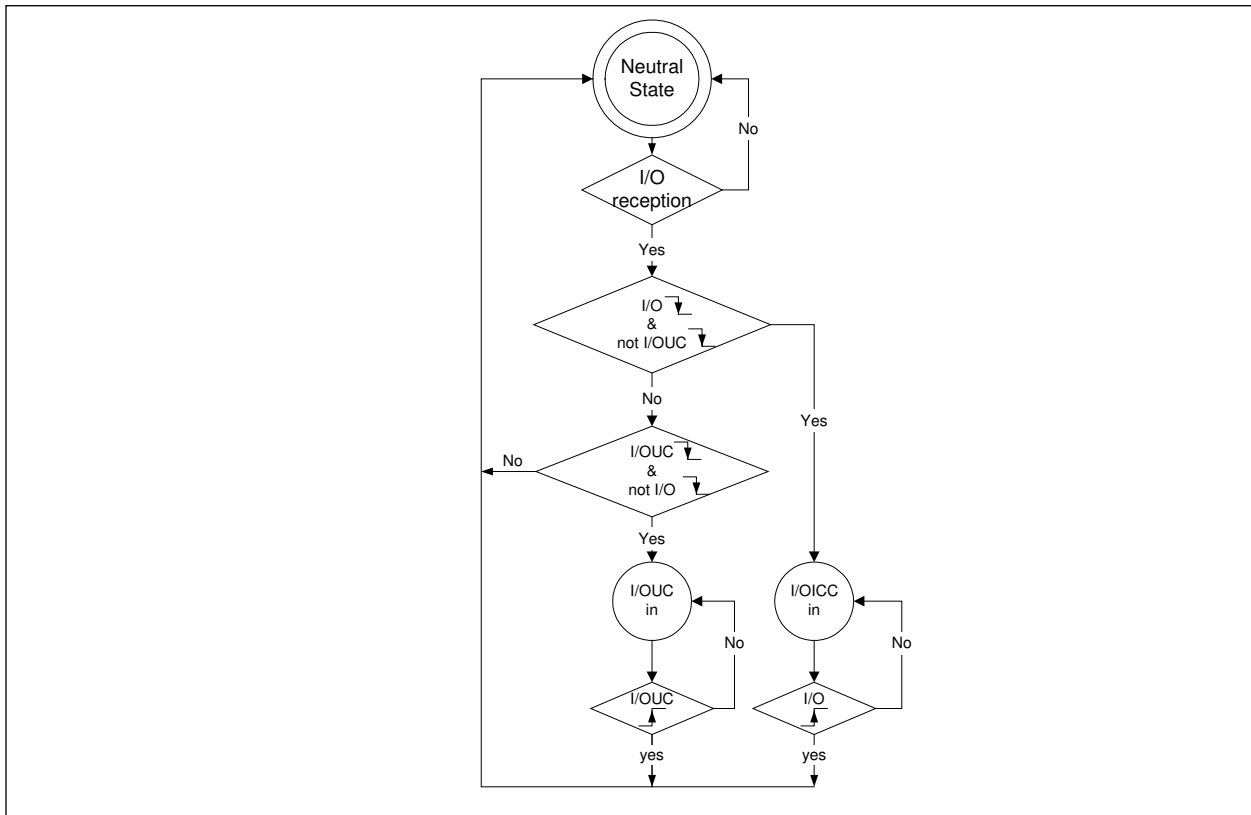 Neutral
State
No
I/O
reception
Yes
I/O
&
not I/OUC
No
Yes
No
I/OUC
&
not I/O
Yes
I/OUC
in
I/OICC
in
No
No
I/OUC
I/O
yes
yes